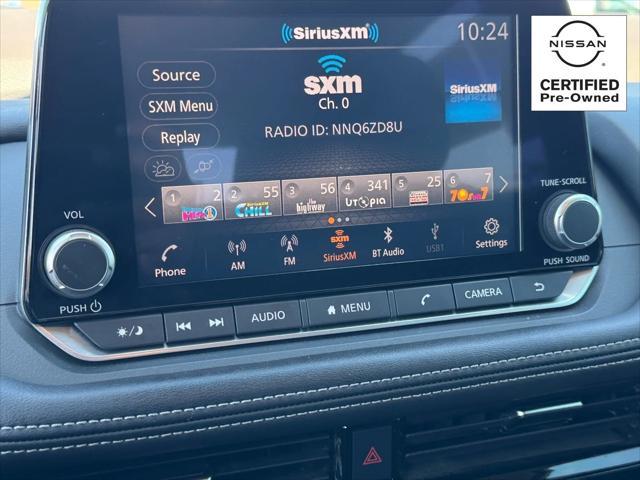 SiriusXM
10:24
NISSAN
CERTIFIED
Pre-Owned
Source
sxm
SiriusXM
SXM Menu
Ch. 0
Replay
RADIO ID: NNQ6ZD8U
1 2
2 55
3 56
4 341
5 25
6 7
CHILL
the highway
UTOPIA
70s on 7
TUNE-SCROLL
VOL
Phone
AM
FM
sxm
SiriusXM
BT Audio
USB1
Settings
PUSH
PUSH SOUND
AUDIO
MENU
CAMERA